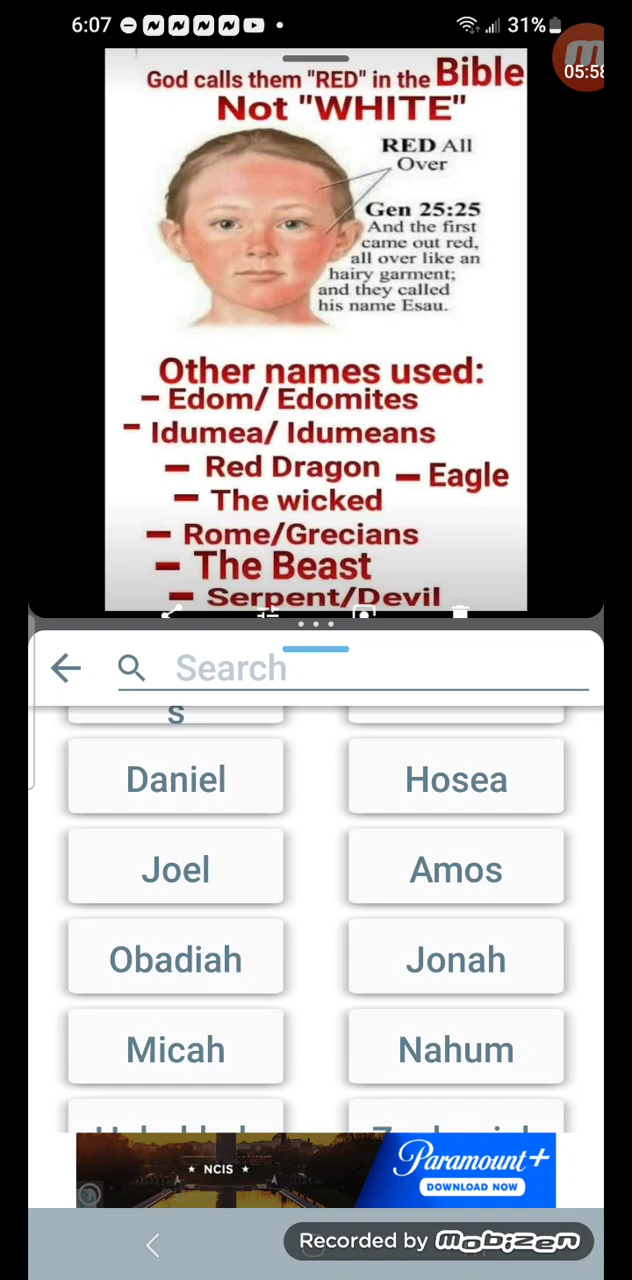 6:07
31%
05:58
God calls them "RED" in the Bible
Not "WHITE"
RED All
Over
Gen 25:25
And the first
came out red,
all over like an
hairy garment;
and they called
his name Esau.
Other names used:
– Edom/ Edomites
– Idumea/ Idumeans
– Red Dragon – Eagle
– The wicked
– Rome/Grecians
– The Beast
– Serpent/Devil
Search
s
Daniel
Hosea
Joel
Amos
Obadiah
Jonah
Micah
Nahum
★ NCIS ★
Paramount+
DOWNLOAD NOW
Recorded by mobizen